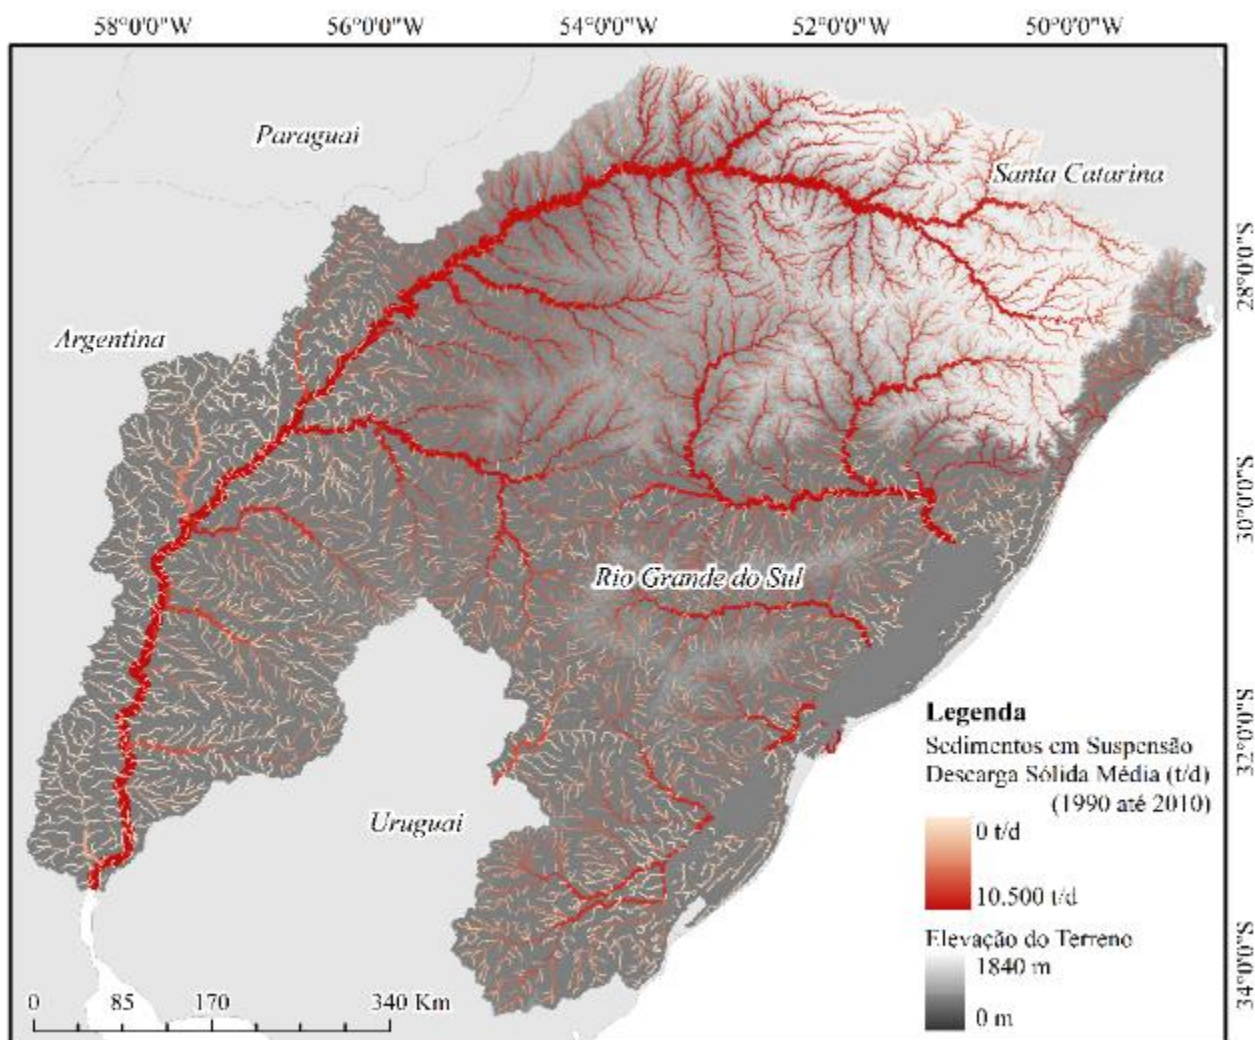 58°0'0"W
56°0'0"W
54°0'0"W
52°0'0"W
50°0'0"W
Paraguai
Santa Catarina
28°0'0"S
Argentina
30°0'0"S
Rio Grande do Sul
Legenda
Sedimentos em Suspensão
Descarga Sólida Média (t/d)
(1990 até 2010)
32°0'0"S
Uruguai
0 t/d
10.500 t/d
Elevação do Terreno
1840 m
0 m
34°0'0"S
0 85 170 340 Km